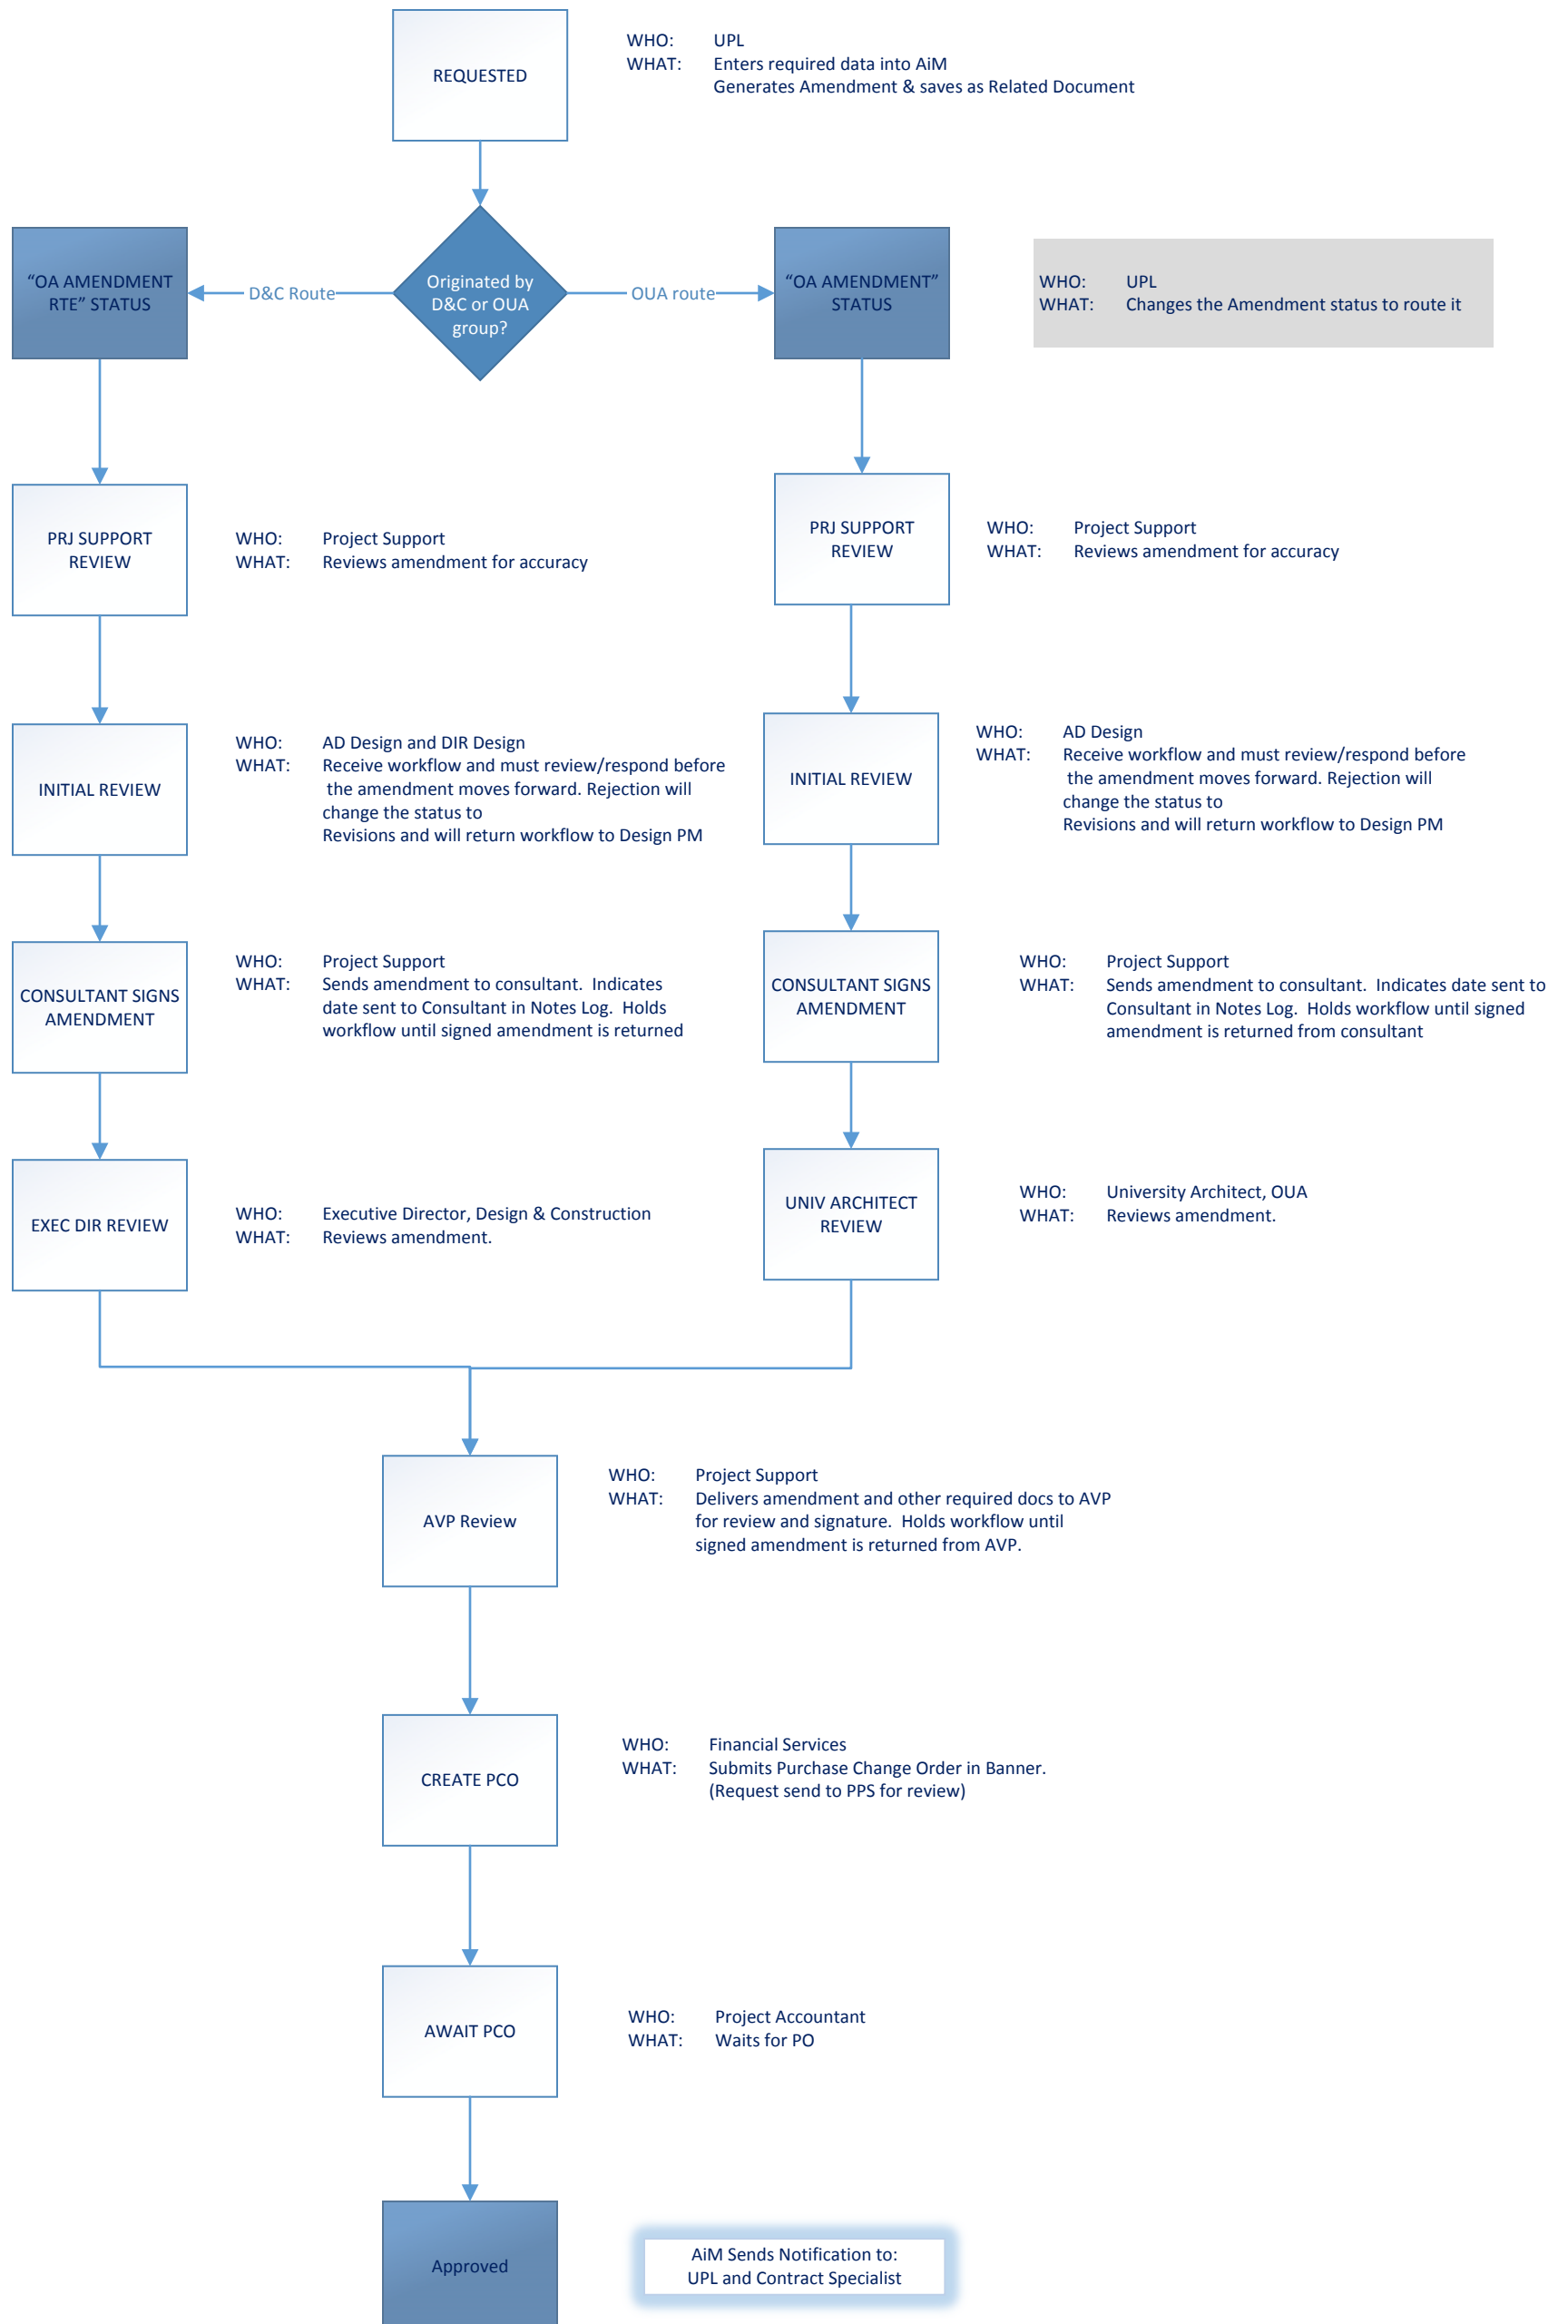 REQUESTED
WHO: UPL
WHAT: Enters required data into AiM
Generates Amendment & saves as Related Document
“OA AMENDMENT
RTE” STATUS
D&C Route
Originated by
D&C or OUA
group?
OUA route
“OA AMENDMENT”
STATUS
WHO: UPL
WHAT: Changes the Amendment status to route it
PRJ SUPPORT
REVIEW
WHO: Project Support
WHAT: Reviews amendment for accuracy
PRJ SUPPORT
REVIEW
WHO: Project Support
WHAT: Reviews amendment for accuracy
INITIAL REVIEW
WHO: AD Design and DIR Design
WHAT: Receive workflow and must review/respond before
the amendment moves forward. Rejection will
change the status to
Revisions and will return workflow to Design PM
INITIAL REVIEW
WHO: AD Design
WHAT: Receive workflow and must review/respond before
the amendment moves forward. Rejection will
change the status to
Revisions and will return workflow to Design PM
CONSULTANT SIGNS
AMENDMENT
WHO: Project Support
WHAT: Sends amendment to consultant. Indicates
date sent to Consultant in Notes Log. Holds
workflow until signed amendment is returned
CONSULTANT SIGNS
AMENDMENT
WHO: Project Support
WHAT: Sends amendment to consultant. Indicates date sent to
Consultant in Notes Log. Holds workflow until signed
amendment is returned from consultant
EXEC DIR REVIEW
WHO: Executive Director, Design & Construction
WHAT: Reviews amendment.
UNIV ARCHITECT
REVIEW
WHO: University Architect, OUA
WHAT: Reviews amendment.
AVP Review
WHO: Project Support
WHAT: Delivers amendment and other required docs to AVP
for review and signature. Holds workflow until
signed amendment is returned from AVP.
CREATE PCO
WHO: Financial Services
WHAT: Submits Purchase Change Order in Banner.
(Request send to PPS for review)
AWAIT PCO
WHO: Project Accountant
WHAT: Waits for PO
Approved
AiM Sends Notification to:
UPL and Contract Specialist